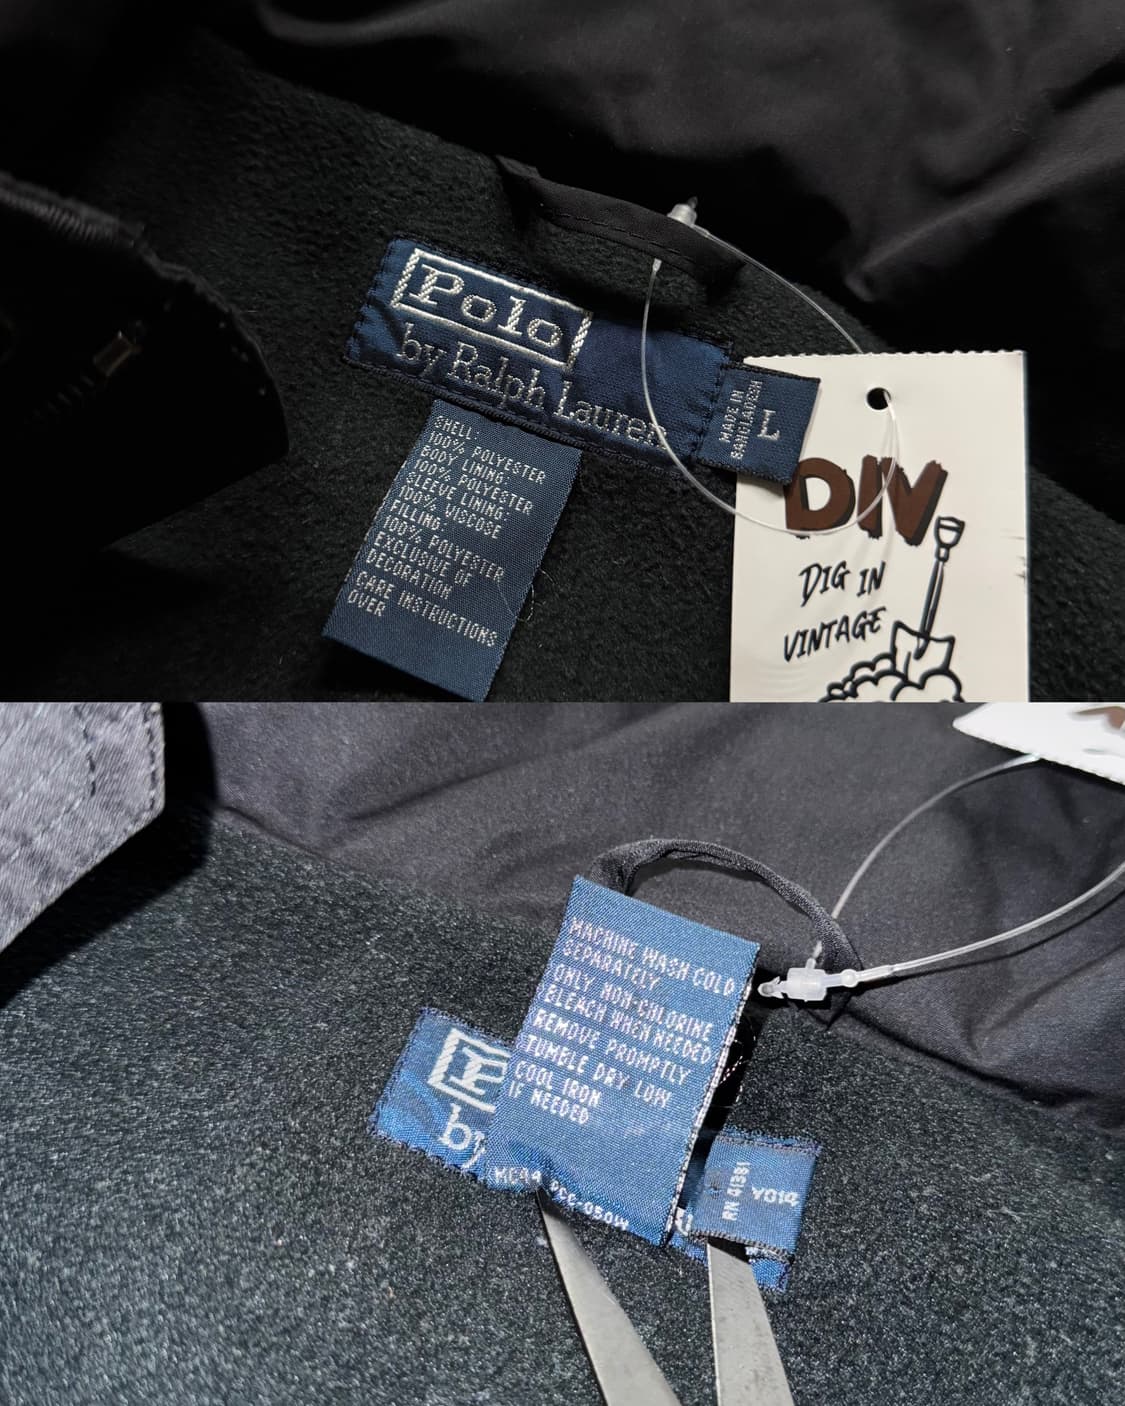 Polo
by Ralph Lauren
MADE IN
BANGLADESH
L
SHELL:
100% POLYESTER
BODY LINING:
100% POLYESTER
SLEEVE LINING:
100% VISCOSE
FILLING:
100% POLYESTER
EXCLUSIVE OF
DECORATION
CARE INSTRUCTIONS
OVER
DIV
DIG IN
VINTAGE
MACHINE WASH COLD
SEPARATELY
ONLY NON-CHLORINE
BLEACH WHEN NEEDED
REMOVE PROMPTLY
TUMBLE DRY LOW
COOL IRON
IF NEEDED
by
RN 41381